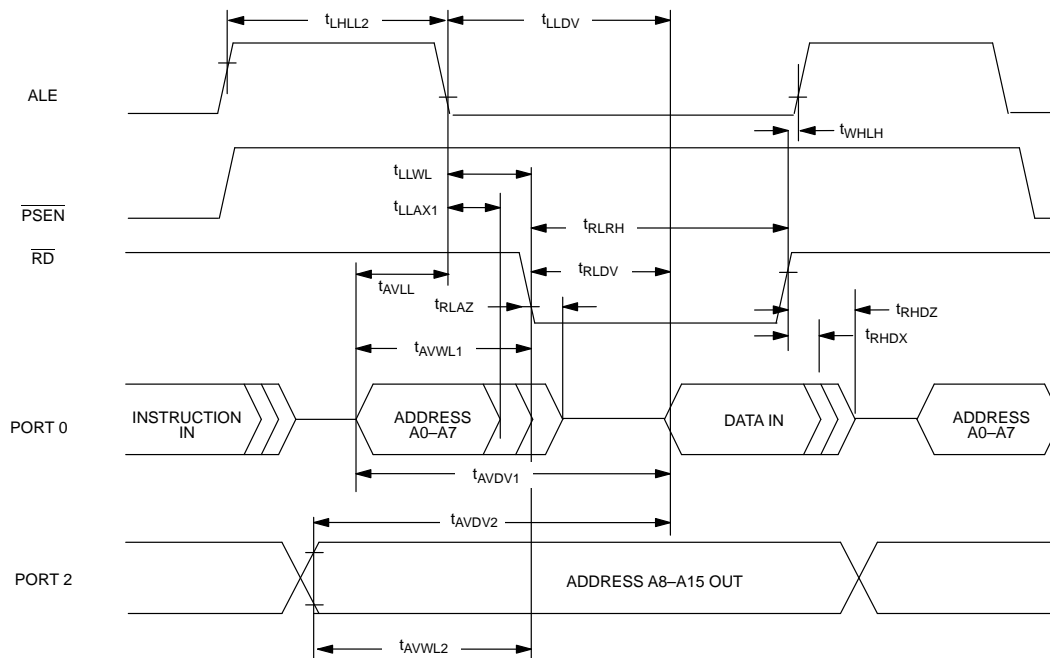 tLHLL2
tLLDV
ALE
tWHLH
tLLWL
PSEN
tLLAX1
tRLRH
RD
tAVLL
tRLDV
tRLAZ
tRHDZ
tRHDX
tAVWL1
PORT 0
INSTRUCTION
IN
ADDRESS
A0–A7
DATA IN
ADDRESS
A0–A7
tAVDV1
tAVDV2
PORT 2
ADDRESS A8–A15 OUT
tAVWL2